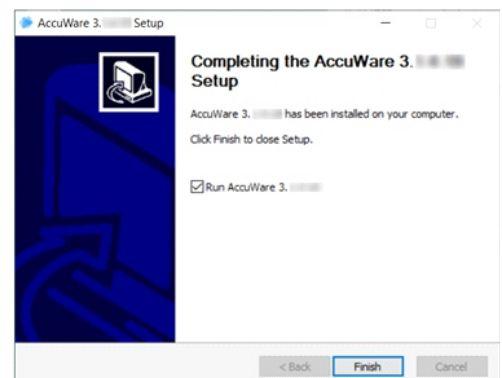 AccuWare 3. Setup
Completing the AccuWare 3.
Setup
AccuWare 3. has been installed on your computer.
Click Finish to close Setup.
Run AccuWare 3.
< Back Finish Cancel